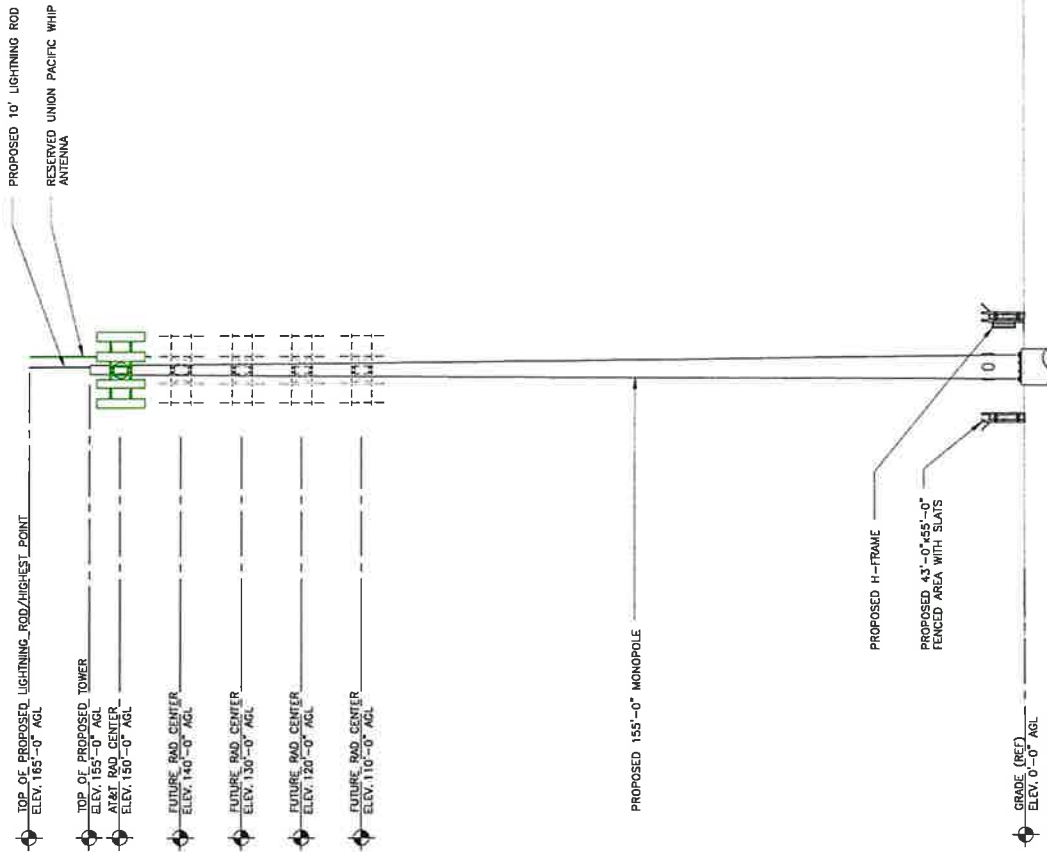 PROPOSED 10' LIGHTNING ROD
RESERVED UNION PACIFIC WHIP
ANTENNA
TOP OF PROPOSED LIGHTNING ROD/HIGHEST POINT
ELEV. 165'-0" AGL
TOP OF PROPOSED TOWER
ELEV. 155'-0" AGL
AT&T RAD CENTER
ELEV. 150'-0" AGL
FUTURE RAD CENTER
ELEV. 140'-0" AGL
FUTURE RAD CENTER
ELEV. 130'-0" AGL
FUTURE RAD CENTER
ELEV. 120'-0" AGL
FUTURE RAD CENTER
ELEV. 110'-0" AGL
PROPOSED 155'-0" MONOPOLE
PROPOSED H-FRAME
PROPOSED 43'-0"x55'-0"
FENCED AREA WITH SLATS
GRADE (REF)
ELEV. 0'-0" AGL